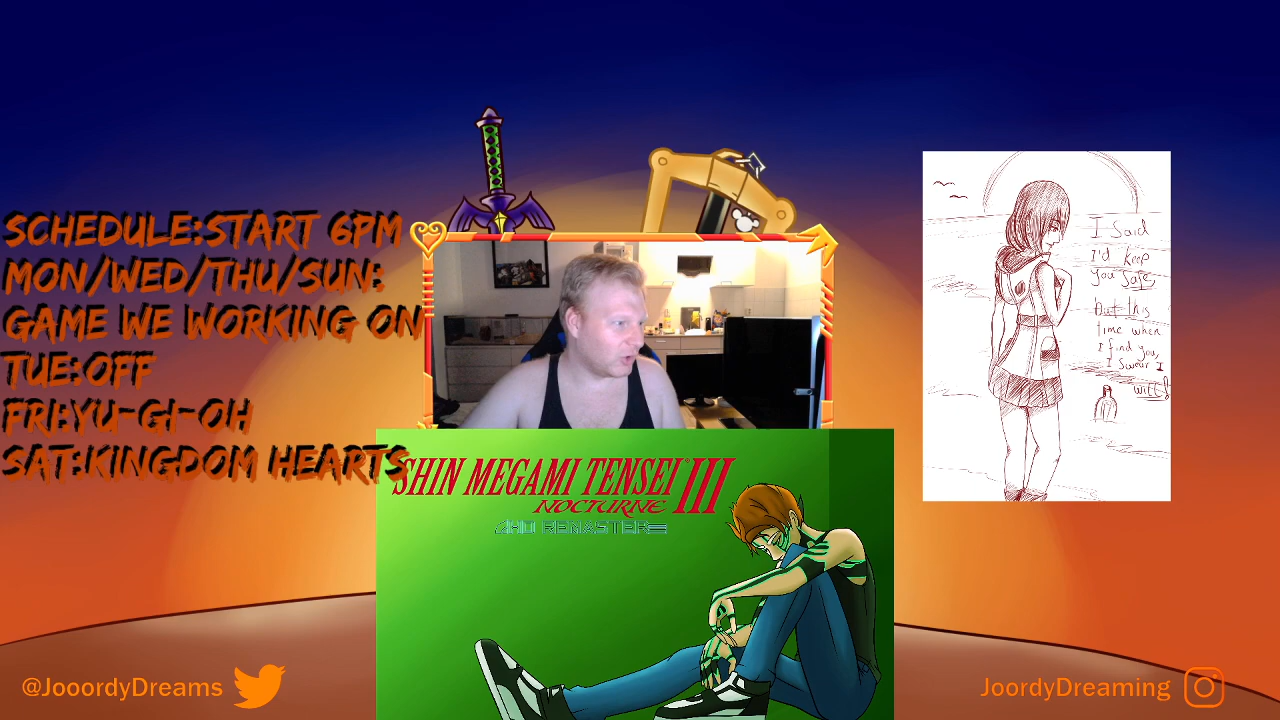 SCHEDULE:START 6PM
MON/WED/THU/SUN:
GAME WE WORKING ON
TUE:OFF
FRI:YU-GI-OH
SAT:KINGDOM HEARTS
SHIN MEGAMI TENSEI III
NOCTURNE
HD REMASTER
I Said
I'd keep
you safe
But this
time when
I find you,
I swear I
will!
@JooordyDreams
JoordyDreaming